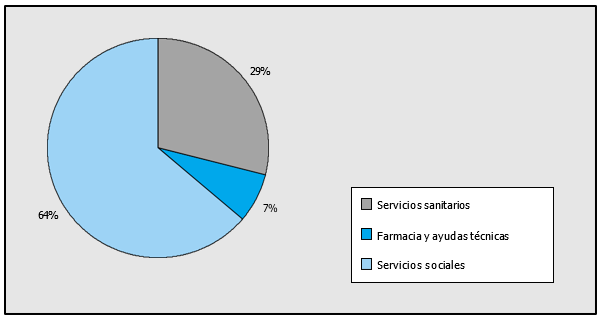 29%
7%
64%
Servicios sanitarios
Farmacia y ayudas técnicas
Servicios sociales